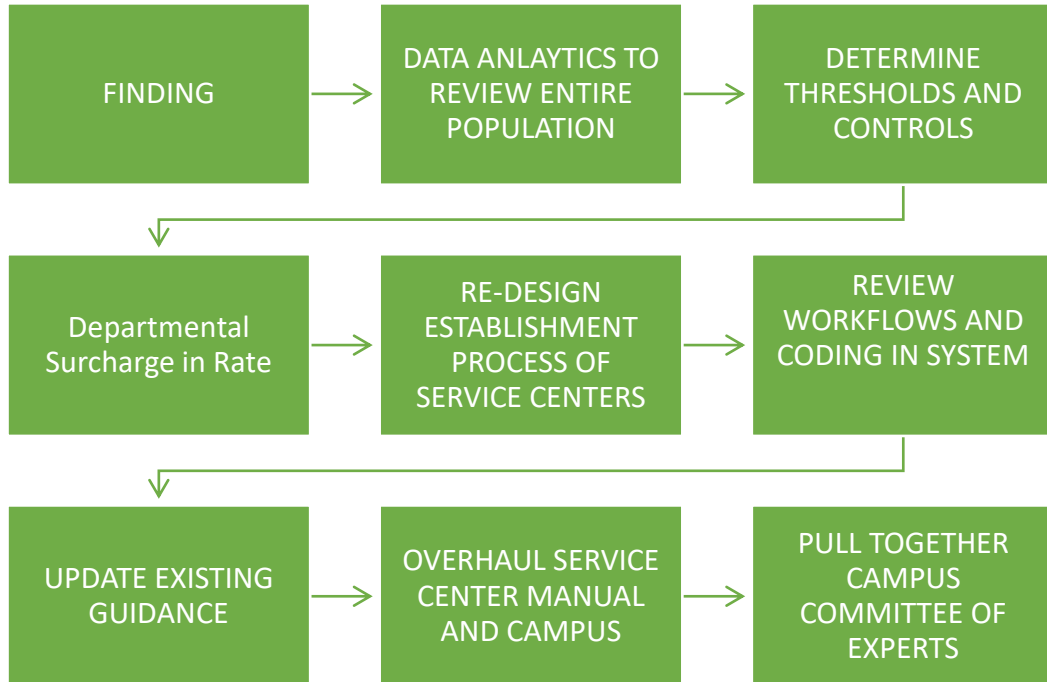 FINDING
DATA ANLAYTICS TO
REVIEW ENTIRE
POPULATION
DETERMINE
THRESHOLDS AND
CONTROLS
Departmental
Surcharge in Rate
RE-DESIGN
ESTABLISHMENT
PROCESS OF
SERVICE CENTERS
REVIEW
WORKFLOWS AND
CODING IN SYSTEM
UPDATE EXISTING
GUIDANCE
OVERHAUL SERVICE
CENTER MANUAL
AND CAMPUS
PULL TOGETHER
CAMPUS
COMMITTEE OF
EXPERTS